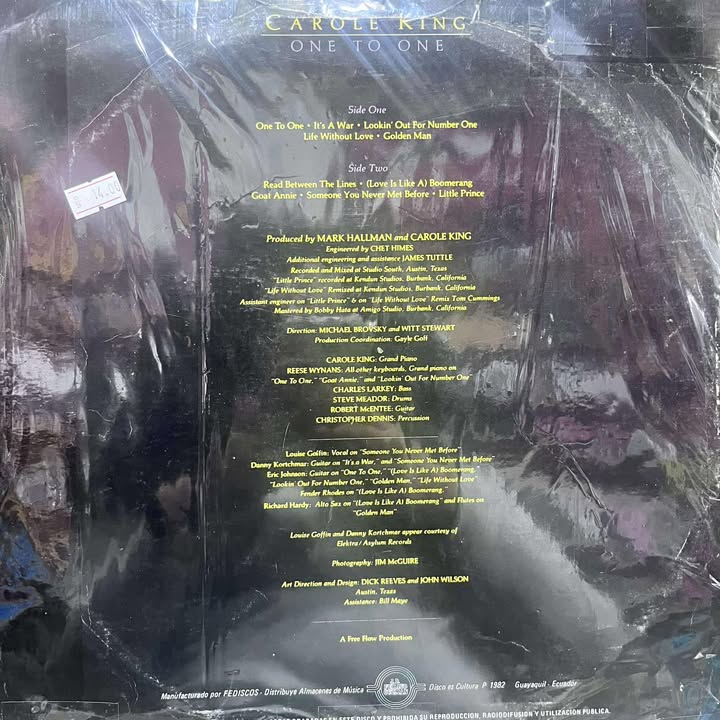 CAROLE KING
ONE TO ONE
Side One
One To One • It's A War • Lookin' Out For Number One
Life Without Love • Golden Man
Side Two
Read Between The Lines • (Love Is Like A) Boomerang
Goat Annie • Someone You Never Met Before • Little Prince
14.00
Produced by MARK HALLMAN and CAROLE KING
Engineered by CHET HIMES
Additional engineering and assistance JAMES TUTTLE
Recorded and Mixed at Studio South, Austin, Texas
"Little Prince" recorded at Kendun Studios, Burbank, California
"Life Without Love" Remixed at Kendun Studios, Burbank, California
Assistant engineer on "Little Prince" & on "Life Without Love" Remix Tom Cummings
Mastered by Bobby Hata at Amigo Studio, Burbank, California
Direction: MICHAEL BROVSKY and WITT STEWART
Production Coordination: Gayle Goff
CAROLE KING: Grand Piano
REESE WYNANS: All other keyboards, Grand piano on
"One To One," "Goat Annie," and "Lookin' Out For Number One"
CHARLES LARKEY: Bass
STEVE MEADOR: Drums
ROBERT McENTEE: Guitar
CHRISTOPHER DENNIS: Percussion
Louise Goffin: Vocal on "Someone You Never Met Before"
Danny Kortchmar: Guitar on "It's a War," and "Someone You Never Met Before"
Eric Johnson: Guitar on "One To One," "(Love Is Like A) Boomerang,"
"Lookin' Out For Number One," "Golden Man," "Life Without Love"
Fender Rhodes on "(Love Is Like A) Boomerang,"
Richard Hardy: Alto Sax on "(Love Is Like A) Boomerang" and Flutes on
"Golden Man"
Louise Goffin and Danny Kortchmar appear courtesy of
Elektra/Asylum Records
Photography: JIM McGUIRE
Art Direction and Design: DICK REEVES and JOHN WILSON
Austin, Texas
Assistance: Bill Maye
A Free Flow Production
Manufacturado por FEDISCOS - Distribuye Almacenes de Música Disco es Cultura P 1982 Guayaquil - Ecuador
EN ESTE DISCO Y PROHIBIDA SU REPRODUCCION, RADIODIFUSION Y UTILIZACION PUBLICA.